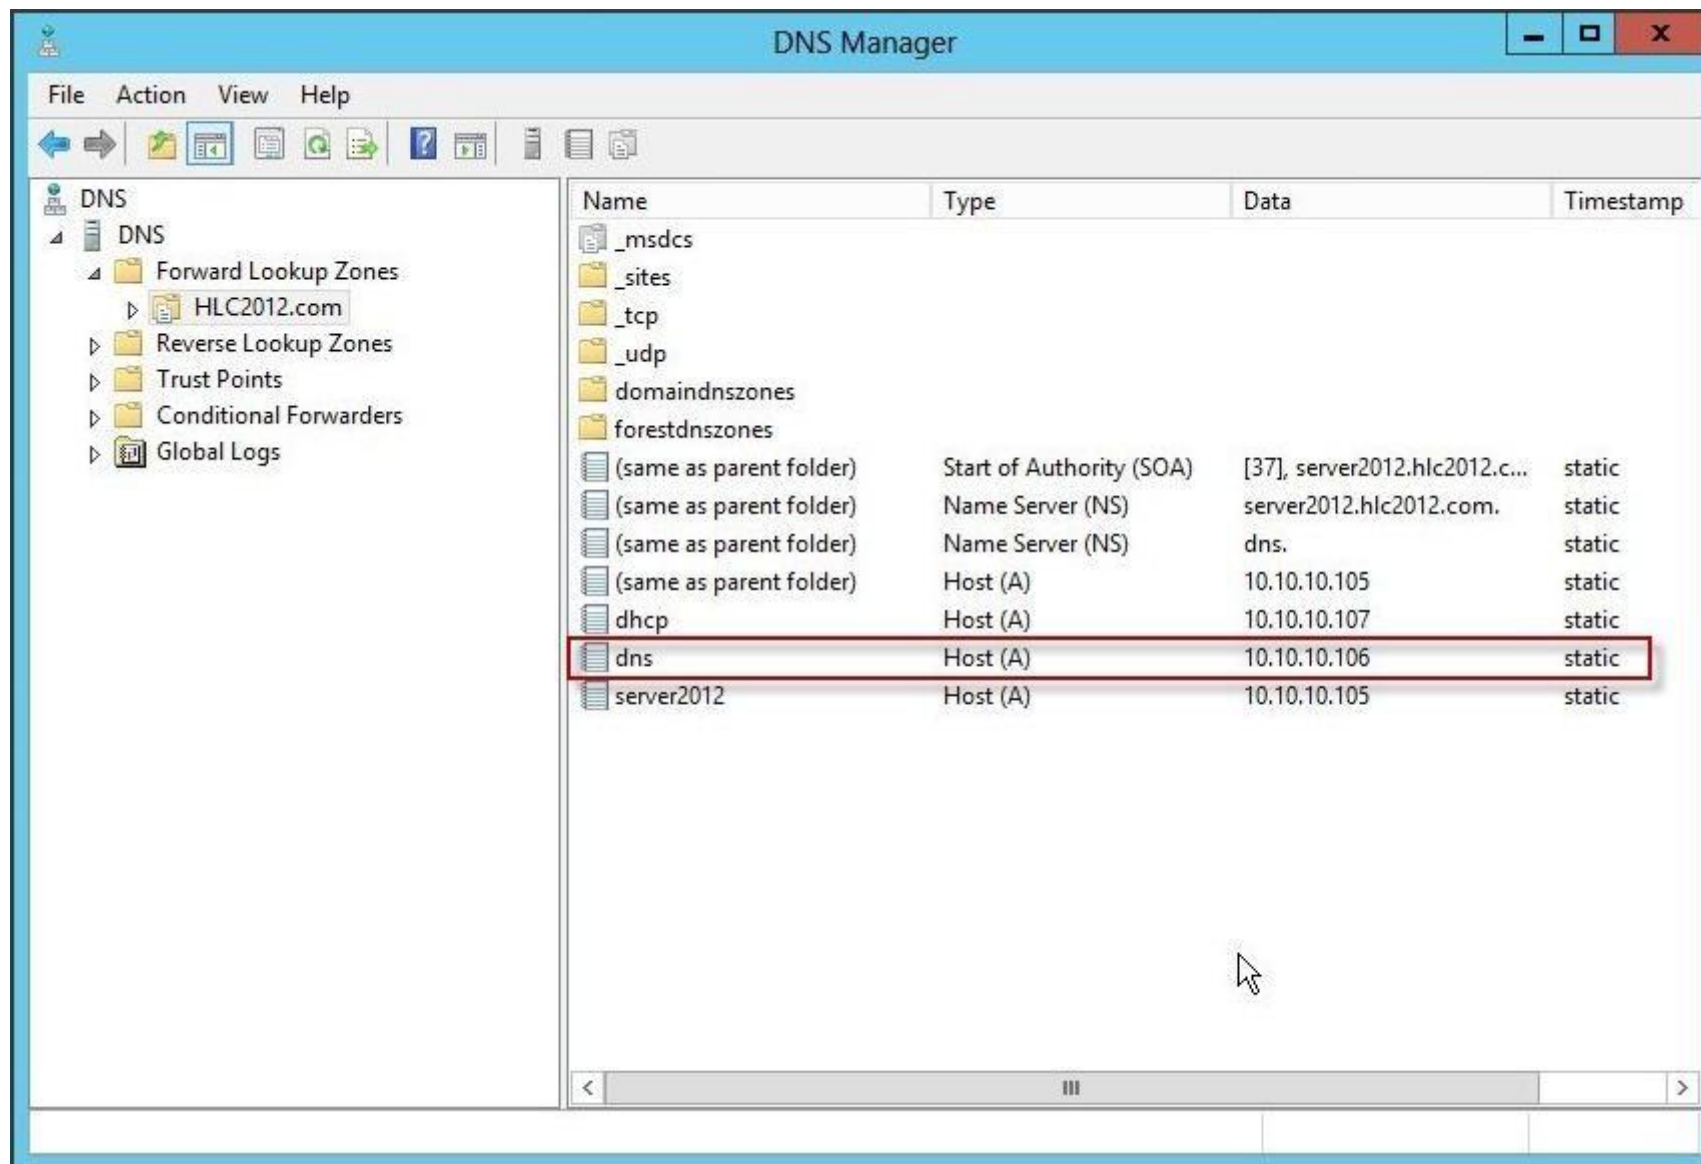 DNS Manager
File Action View Help
DNS
DNS
Forward Lookup Zones
HLC2012.com
Reverse Lookup Zones
Trust Points
Conditional Forwarders
Global Logs
Name Type Data Timestamp
_msdcs
_sites
_tcp
_udp
domaindnszones
forestdnszones
(same as parent folder) Start of Authority (SOA) [37], server2012.hlc2012.c... static
(same as parent folder) Name Server (NS) server2012.hlc2012.com. static
(same as parent folder) Name Server (NS) dns. static
(same as parent folder) Host (A) 10.10.10.105 static
dhcp Host (A) 10.10.10.107 static
dns Host (A) 10.10.10.106 static
server2012 Host (A) 10.10.10.105 static